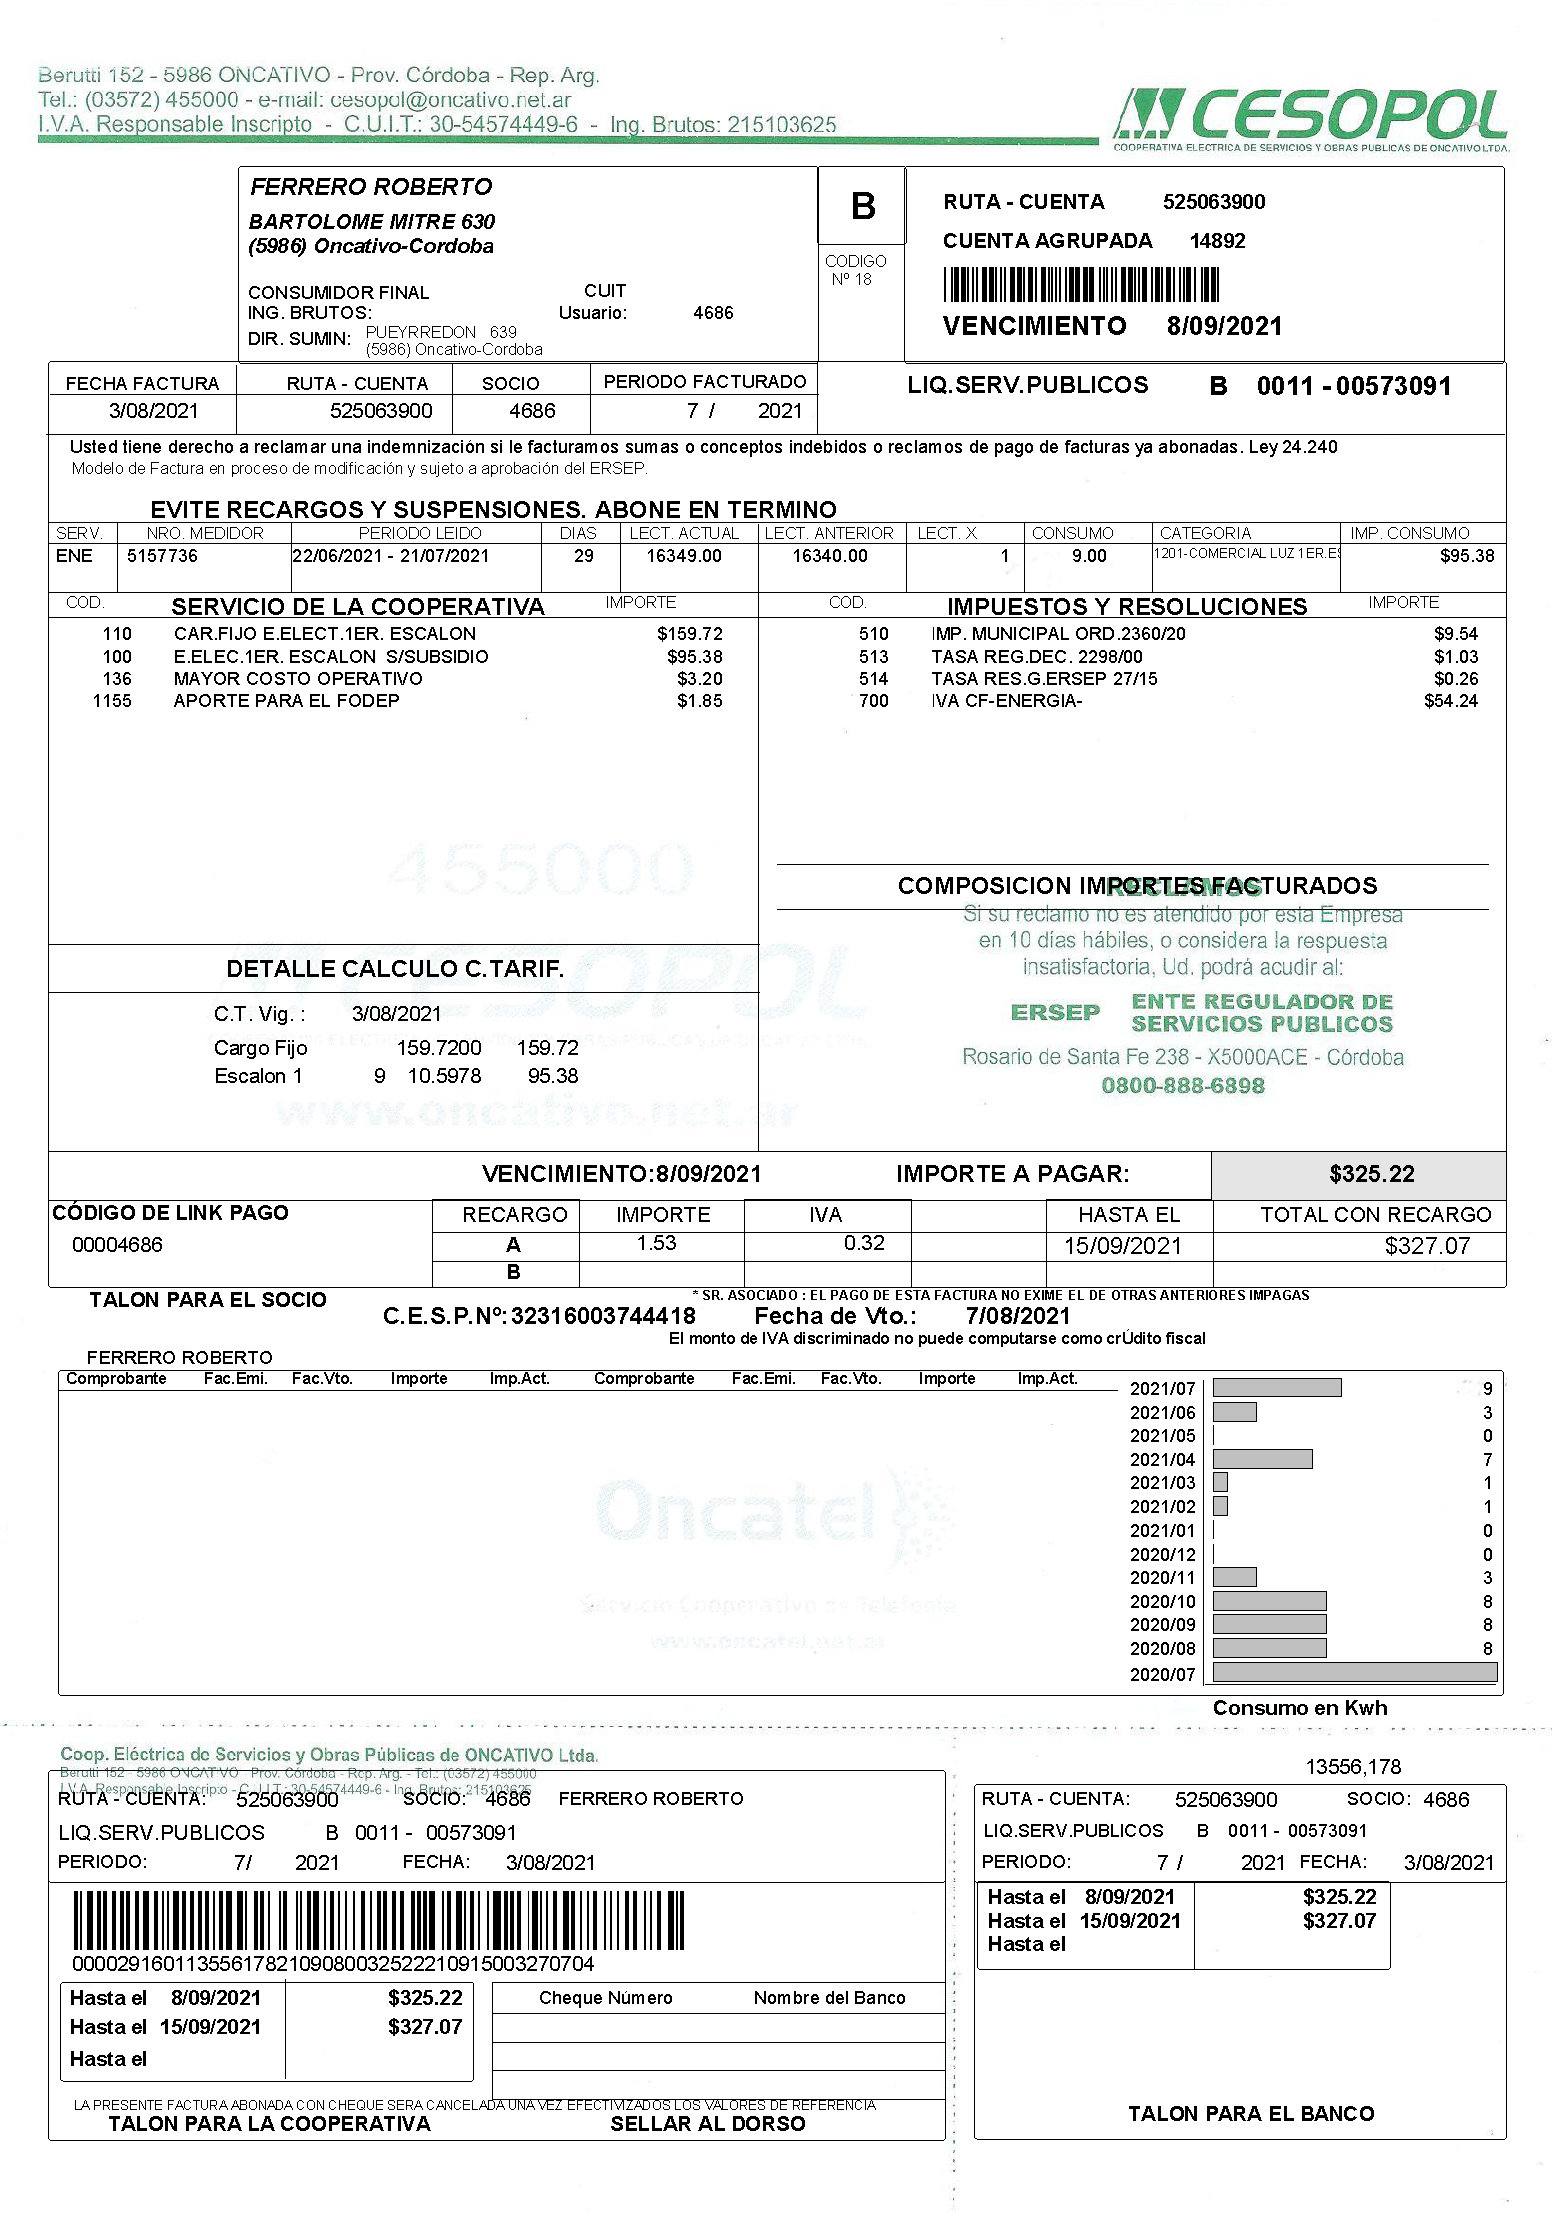 Berutti 152 - 5986 ONCATIVO - Prov. Córdoba - Rep. Arg.
Tel.: (03572) 455000 - e-mail: cesopol@oncativo.net.ar
I.V.A. Responsable Inscripto - C.U.I.T.: 30-54574449-6 - Ing. Brutos: 215103625
CESOPOL
COOPERATIVA ELECTRICA DE SERVICIOS Y OBRAS PUBLICAS DE ONCATIVO LTDA.
FERRERO ROBERTO
BARTOLOME MITRE 630
(5986) Oncativo-Cordoba
CONSUMIDOR FINAL CUIT
ING. BRUTOS: Usuario: 4686
DIR. SUMIN: PUEYRREDON 639
(5986) Oncativo-Cordoba
B
CODIGO
Nº 18
RUTA - CUENTA 525063900
CUENTA AGRUPADA 14892
VENCIMIENTO 8/09/2021
FECHA FACTURA RUTA - CUENTA SOCIO PERIODO FACTURADO
3/08/2021 525063900 4686 7 / 2021
LIQ.SERV.PUBLICOS B 0011 - 00573091
Usted tiene derecho a reclamar una indemnización si le facturamos sumas o conceptos indebidos o reclamos de pago de facturas ya abonadas. Ley 24.240
Modelo de Factura en proceso de modificación y sujeto a aprobación del ERSEP.
EVITE RECARGOS Y SUSPENSIONES. ABONE EN TERMINO
SERV. NRO. MEDIDOR PERIODO LEIDO DIAS LECT. ACTUAL LECT. ANTERIOR LECT. X CONSUMO CATEGORIA IMP. CONSUMO
ENE 5157736 22/06/2021 - 21/07/2021 29 16349.00 16340.00 1 9.00 1201-COMERCIAL LUZ 1ER.ES $95.38
COD. SERVICIO DE LA COOPERATIVA IMPORTE
110 CAR.FIJO E.ELECT.1ER. ESCALON $159.72
100 E.ELEC.1ER. ESCALON S/SUBSIDIO $95.38
136 MAYOR COSTO OPERATIVO $3.20
1155 APORTE PARA EL FODEP $1.85
COD. IMPUESTOS Y RESOLUCIONES IMPORTE
510 IMP. MUNICIPAL ORD.2360/20 $9.54
513 TASA REG.DEC. 2298/00 $1.03
514 TASA RES.G.ERSEP 27/15 $0.26
700 IVA CF-ENERGIA- $54.24
455000
CESOPOL
www.oncativo.net.ar
DETALLE CALCULO C.TARIF.
C.T. Vig. : 3/08/2021
Cargo Fijo 159.7200 159.72
Escalon 1 9 10.5978 95.38
COMPOSICION IMPORTES FACTURADOS
RECLAMOS
Si su reclamo no es atendido por esta Empresa
en 10 días hábiles, o considera la respuesta
insatisfactoria, Ud. podrá acudir al:
ERSEP ENTE REGULADOR DE
SERVICIOS PUBLICOS
Rosario de Santa Fe 238 - X5000ACE - Córdoba
0800-888-6898
VENCIMIENTO:8/09/2021 IMPORTE A PAGAR: $325.22
CÓDIGO DE LINK PAGO
00004686
RECARGO IMPORTE IVA HASTA EL TOTAL CON RECARGO
A 1.53 0.32 15/09/2021 $327.07
B
TALON PARA EL SOCIO
* SR. ASOCIADO : EL PAGO DE ESTA FACTURA NO EXIME EL DE OTRAS ANTERIORES IMPAGAS
C.E.S.P.Nº: 32316003744418 Fecha de Vto.: 7/08/2021
El monto de IVA discriminado no puede computarse como crÚdito fiscal
FERRERO ROBERTO
Comprobante Fac.Emi. Fac.Vto. Importe Imp.Act. Comprobante Fac.Emi. Fac.Vto. Importe Imp.Act.
2021/07 9
2021/06 3
2021/05 0
2021/04 7
2021/03 1
2021/02 1
2021/01 0
2020/12 0
2020/11 3
2020/10 8
2020/09 8
2020/08 8
2020/07
Consumo en Kwh
Oncatel
Servicio Cooperativo de Telefonía
www.oncatel.net.ar
Coop. Eléctrica de Servicios y Obras Públicas de ONCATIVO Ltda.
Berutti 152 - 5986 ONCATIVO - Prov. Córdoba - Rep. Arg. - Tel.: (03572) 455000
I.V.A. Responsable Inscripto - C.U.I.T.: 30-54574449-6 - Ing. Brutos: 215103625
RUTA - CUENTA: 525063900 SOCIO: 4686 FERRERO ROBERTO
LIQ.SERV.PUBLICOS B 0011 - 00573091
PERIODO: 7/ 2021 FECHA: 3/08/2021
0000291601135561782109080032522210915003270704
Hasta el 8/09/2021 $325.22
Hasta el 15/09/2021 $327.07
Hasta el
Cheque Número Nombre del Banco
LA PRESENTE FACTURA ABONADA CON CHEQUE SERA CANCELADA UNA VEZ EFECTIVIZADOS LOS VALORES DE REFERENCIA
TALON PARA LA COOPERATIVA SELLAR AL DORSO
13556,178
RUTA - CUENTA: 525063900 SOCIO: 4686
LIQ.SERV.PUBLICOS B 0011 - 00573091
PERIODO: 7 / 2021 FECHA: 3/08/2021
Hasta el 8/09/2021 $325.22
Hasta el 15/09/2021 $327.07
Hasta el
TALON PARA EL BANCO